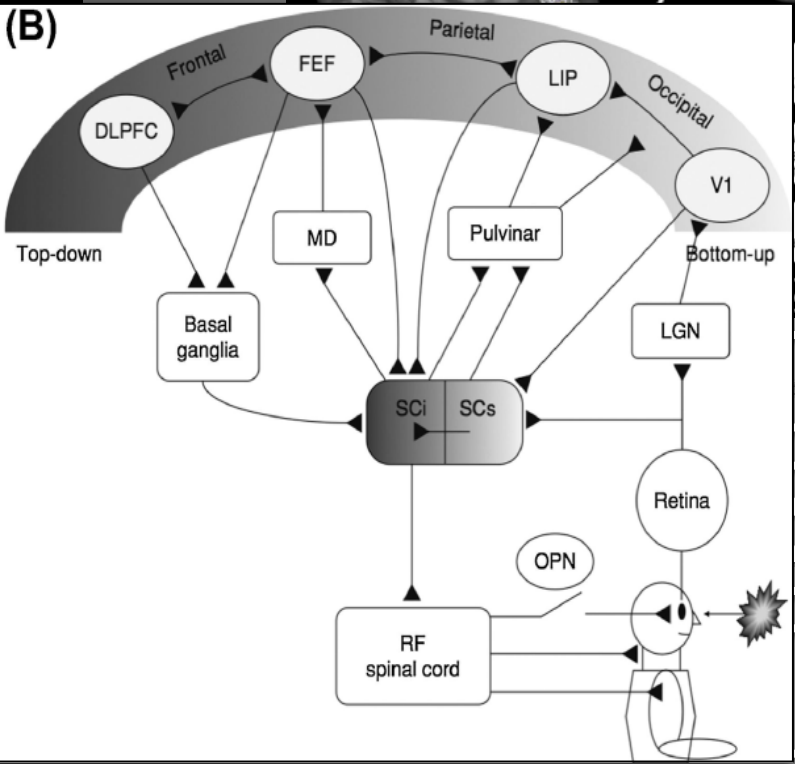 (B)
Frontal
Parietal
Occipital
DLPFC
FEF
LIP
V1
Top-down
Bottom-up
MD
Pulvinar
Basal
ganglia
LGN
SCi
SCs
Retina
OPN
RF
spinal cord